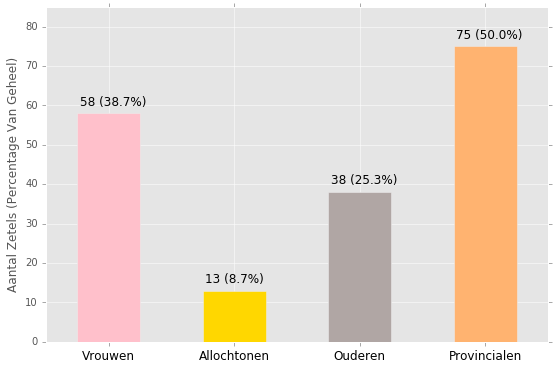 Aantal Zetels (Percentage Van Geheel)
80
70
60
50
40
30
20
10
0
58 (38.7%)
13 (8.7%)
38 (25.3%)
75 (50.0%)
Vrouwen
Allochtonen
Ouderen
Provincialen